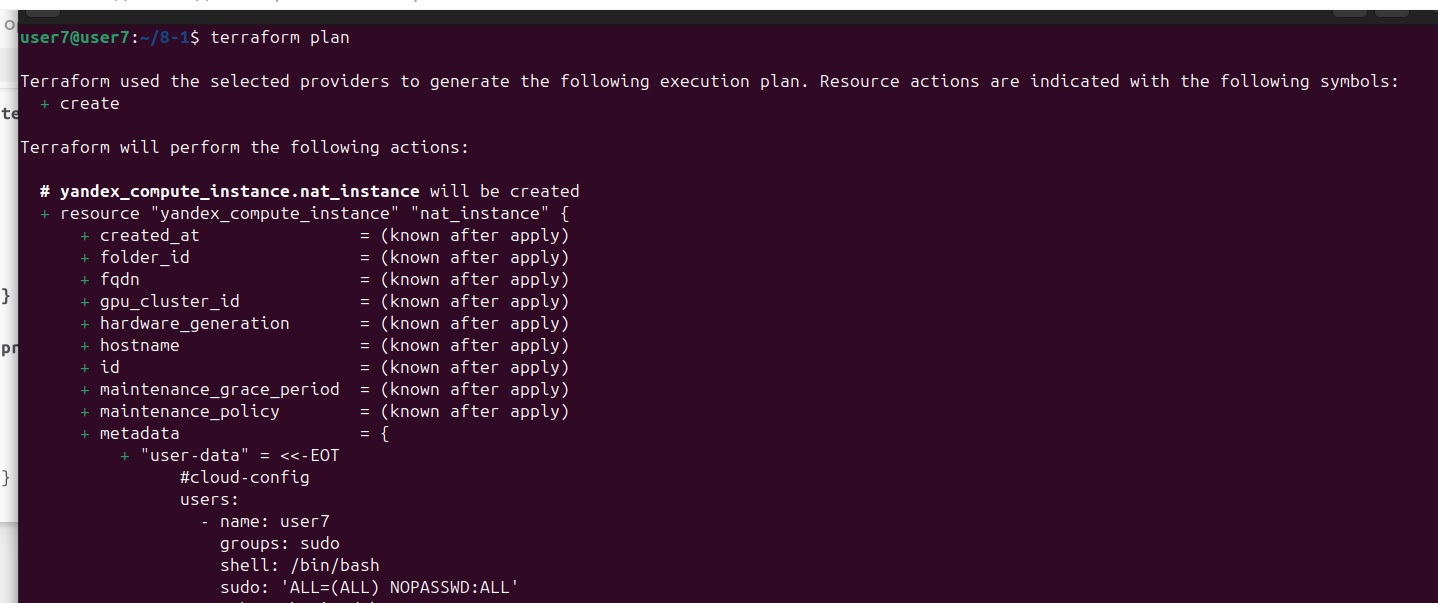 user7@user7:~/8-1$ terraform plan
Terraform used the selected providers to generate the following execution plan. Resource actions are indicated with the following symbols:
+ create
Terraform will perform the following actions:
# yandex_compute_instance.nat_instance will be created
+ resource "yandex_compute_instance" "nat_instance" {
+ created_at = (known after apply)
+ folder_id = (known after apply)
+ fqdn = (known after apply)
+ gpu_cluster_id = (known after apply)
+ hardware_generation = (known after apply)
+ hostname = (known after apply)
+ id = (known after apply)
+ maintenance_grace_period = (known after apply)
+ maintenance_policy = (known after apply)
+ metadata = {
+ "user-data" = <<-EOT
#cloud-config
users:
- name: user7
groups: sudo
shell: /bin/bash
sudo: 'ALL=(ALL) NOPASSWD:ALL'
te
}
pr
}